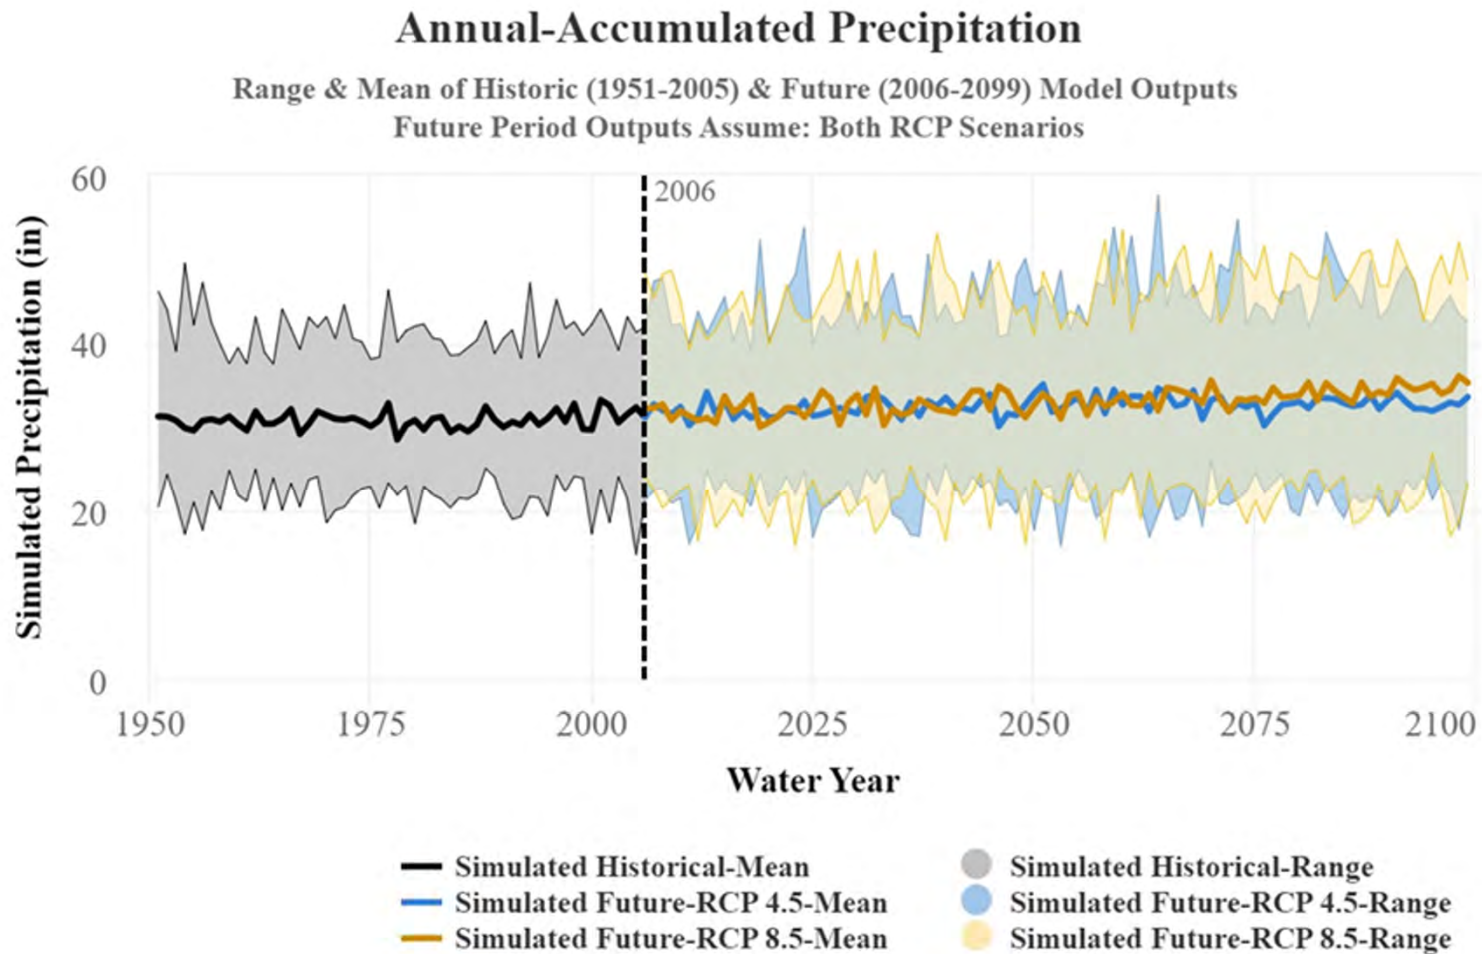 Annual-Accumulated Precipitation
Range & Mean of Historic (1951-2005) & Future (2006-2099) Model Outputs
Future Period Outputs Assume: Both RCP Scenarios
Simulated Precipitation (in)
60
40
20
0
2006
1950 1975 2000 2025 2050 2075 2100
Water Year
Simulated Historical-Mean
Simulated Future-RCP 4.5-Mean
Simulated Future-RCP 8.5-Mean
Simulated Historical-Range
Simulated Future-RCP 4.5-Range
Simulated Future-RCP 8.5-Range